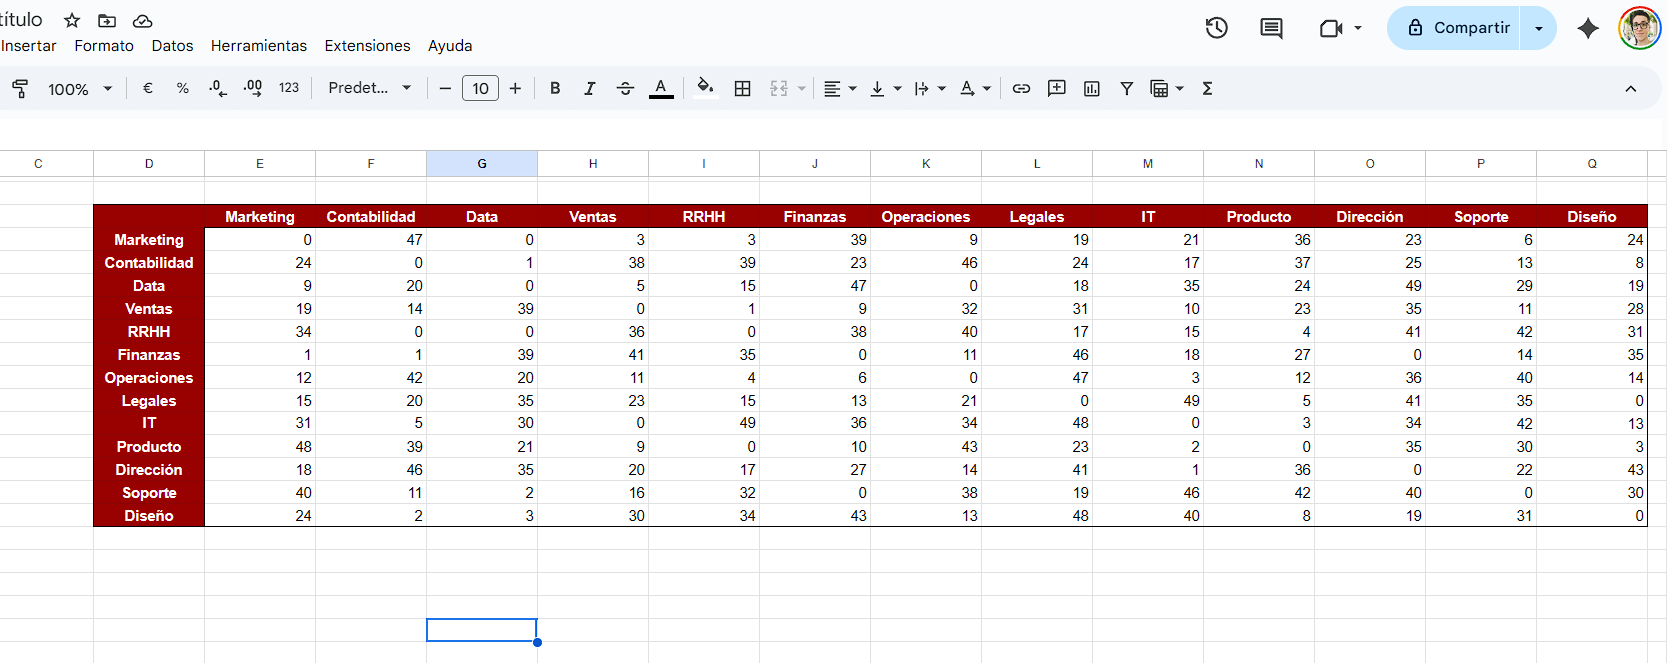 título
Insertar Formato Datos Herramientas Extensiones Ayuda
Compartir
100% € % .0 .00 123 Predet... − 10 + B I S A Σ
C D E F G H I J K L M N O P Q
Marketing Contabilidad Data Ventas RRHH Finanzas Operaciones Legales IT Producto Dirección Soporte Diseño
Marketing 0 47 0 3 3 39 9 19 21 36 23 6 24
Contabilidad 24 0 1 38 39 23 46 24 17 37 25 13 8
Data 9 20 0 5 15 47 0 18 35 24 49 29 19
Ventas 19 14 39 0 1 9 32 31 10 23 35 11 28
RRHH 34 0 0 36 0 38 40 17 15 4 41 42 31
Finanzas 1 1 39 41 35 0 11 46 18 27 0 14 35
Operaciones 12 42 20 11 4 6 0 47 3 12 36 40 14
Legales 15 20 35 23 15 13 21 0 49 5 41 35 0
IT 31 5 30 0 49 36 34 48 0 3 34 42 13
Producto 48 39 21 9 0 10 43 23 2 0 35 30 3
Dirección 18 46 35 20 17 27 14 41 1 36 0 22 43
Soporte 40 11 2 16 32 0 38 19 46 42 40 0 30
Diseño 24 2 3 30 34 43 13 48 40 8 19 31 0